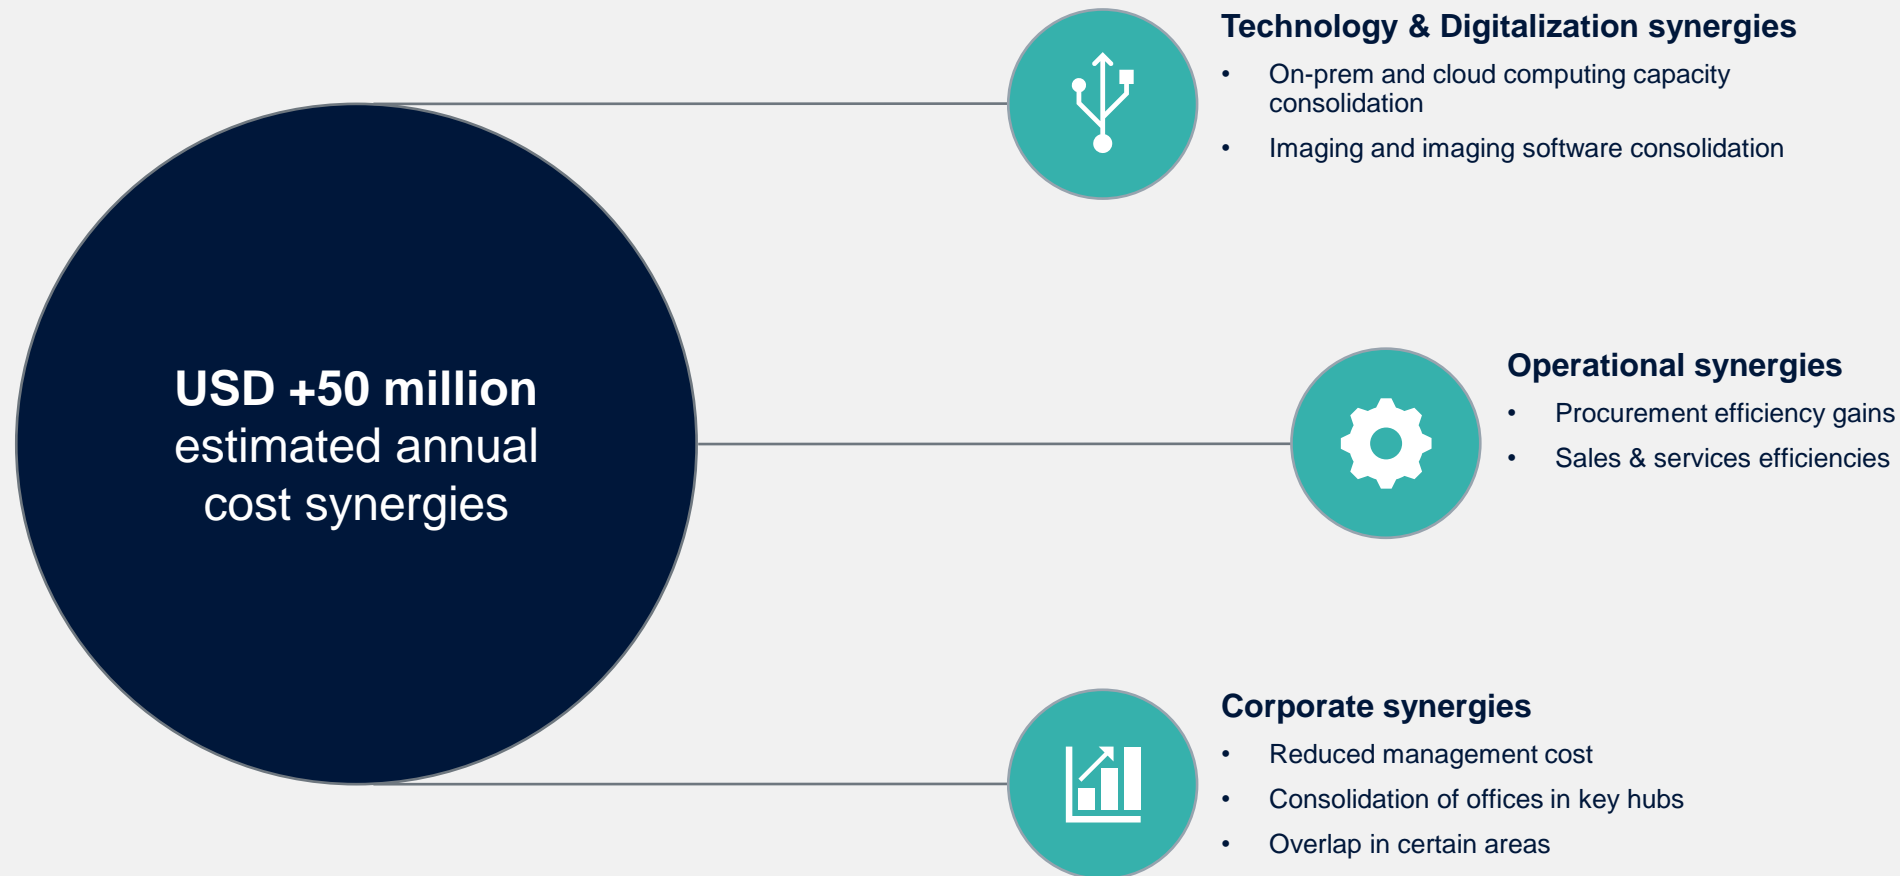 USD +50 million
estimated annual
cost synergies
Technology & Digitalization synergies
• On-prem and cloud computing capacity
consolidation
• Imaging and imaging software consolidation
Operational synergies
• Procurement efficiency gains
• Sales & services efficiencies
Corporate synergies
• Reduced management cost
• Consolidation of offices in key hubs
• Overlap in certain areas